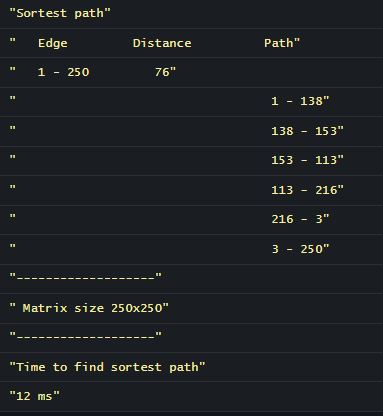 "Sortest path"
"   Edge         Distance          Path"
"   1 - 250         76"
"                                   1 - 138"
"                                   138 - 153"
"                                   153 - 113"
"                                   113 - 216"
"                                   216 - 3"
"                                   3 - 250"
"-------------------"
" Matrix size 250x250"
"-------------------"
"Time to find sortest path"
"12 ms"